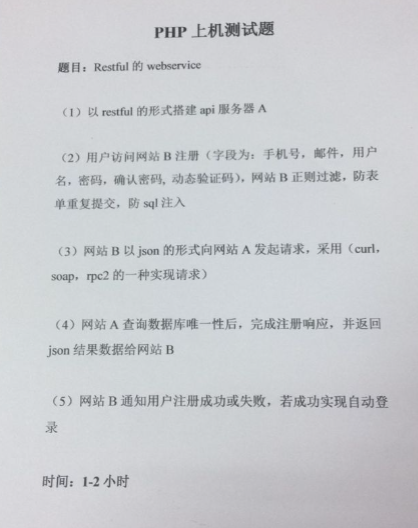 PHP 上机测试题
题目：Restful 的 webservice
（1）以 restful 的形式搭建 api 服务器 A
（2）用户访问网站 B 注册（字段为：手机号，邮件，用户
名，密码，确认密码, 动态验证码），网站 B 正则过滤，防表
单重复提交，防 sql 注入
（3）网站 B 以 json 的形式向网站 A 发起请求，采用（curl，
soap，rpc2 的一种实现请求）
（4）网站 A 查询数据库唯一性后，完成注册响应，并返回
json 结果数据给网站 B
（5）网站 B 通知用户注册成功或失败，若成功实现自动登
录
时间：1-2 小时